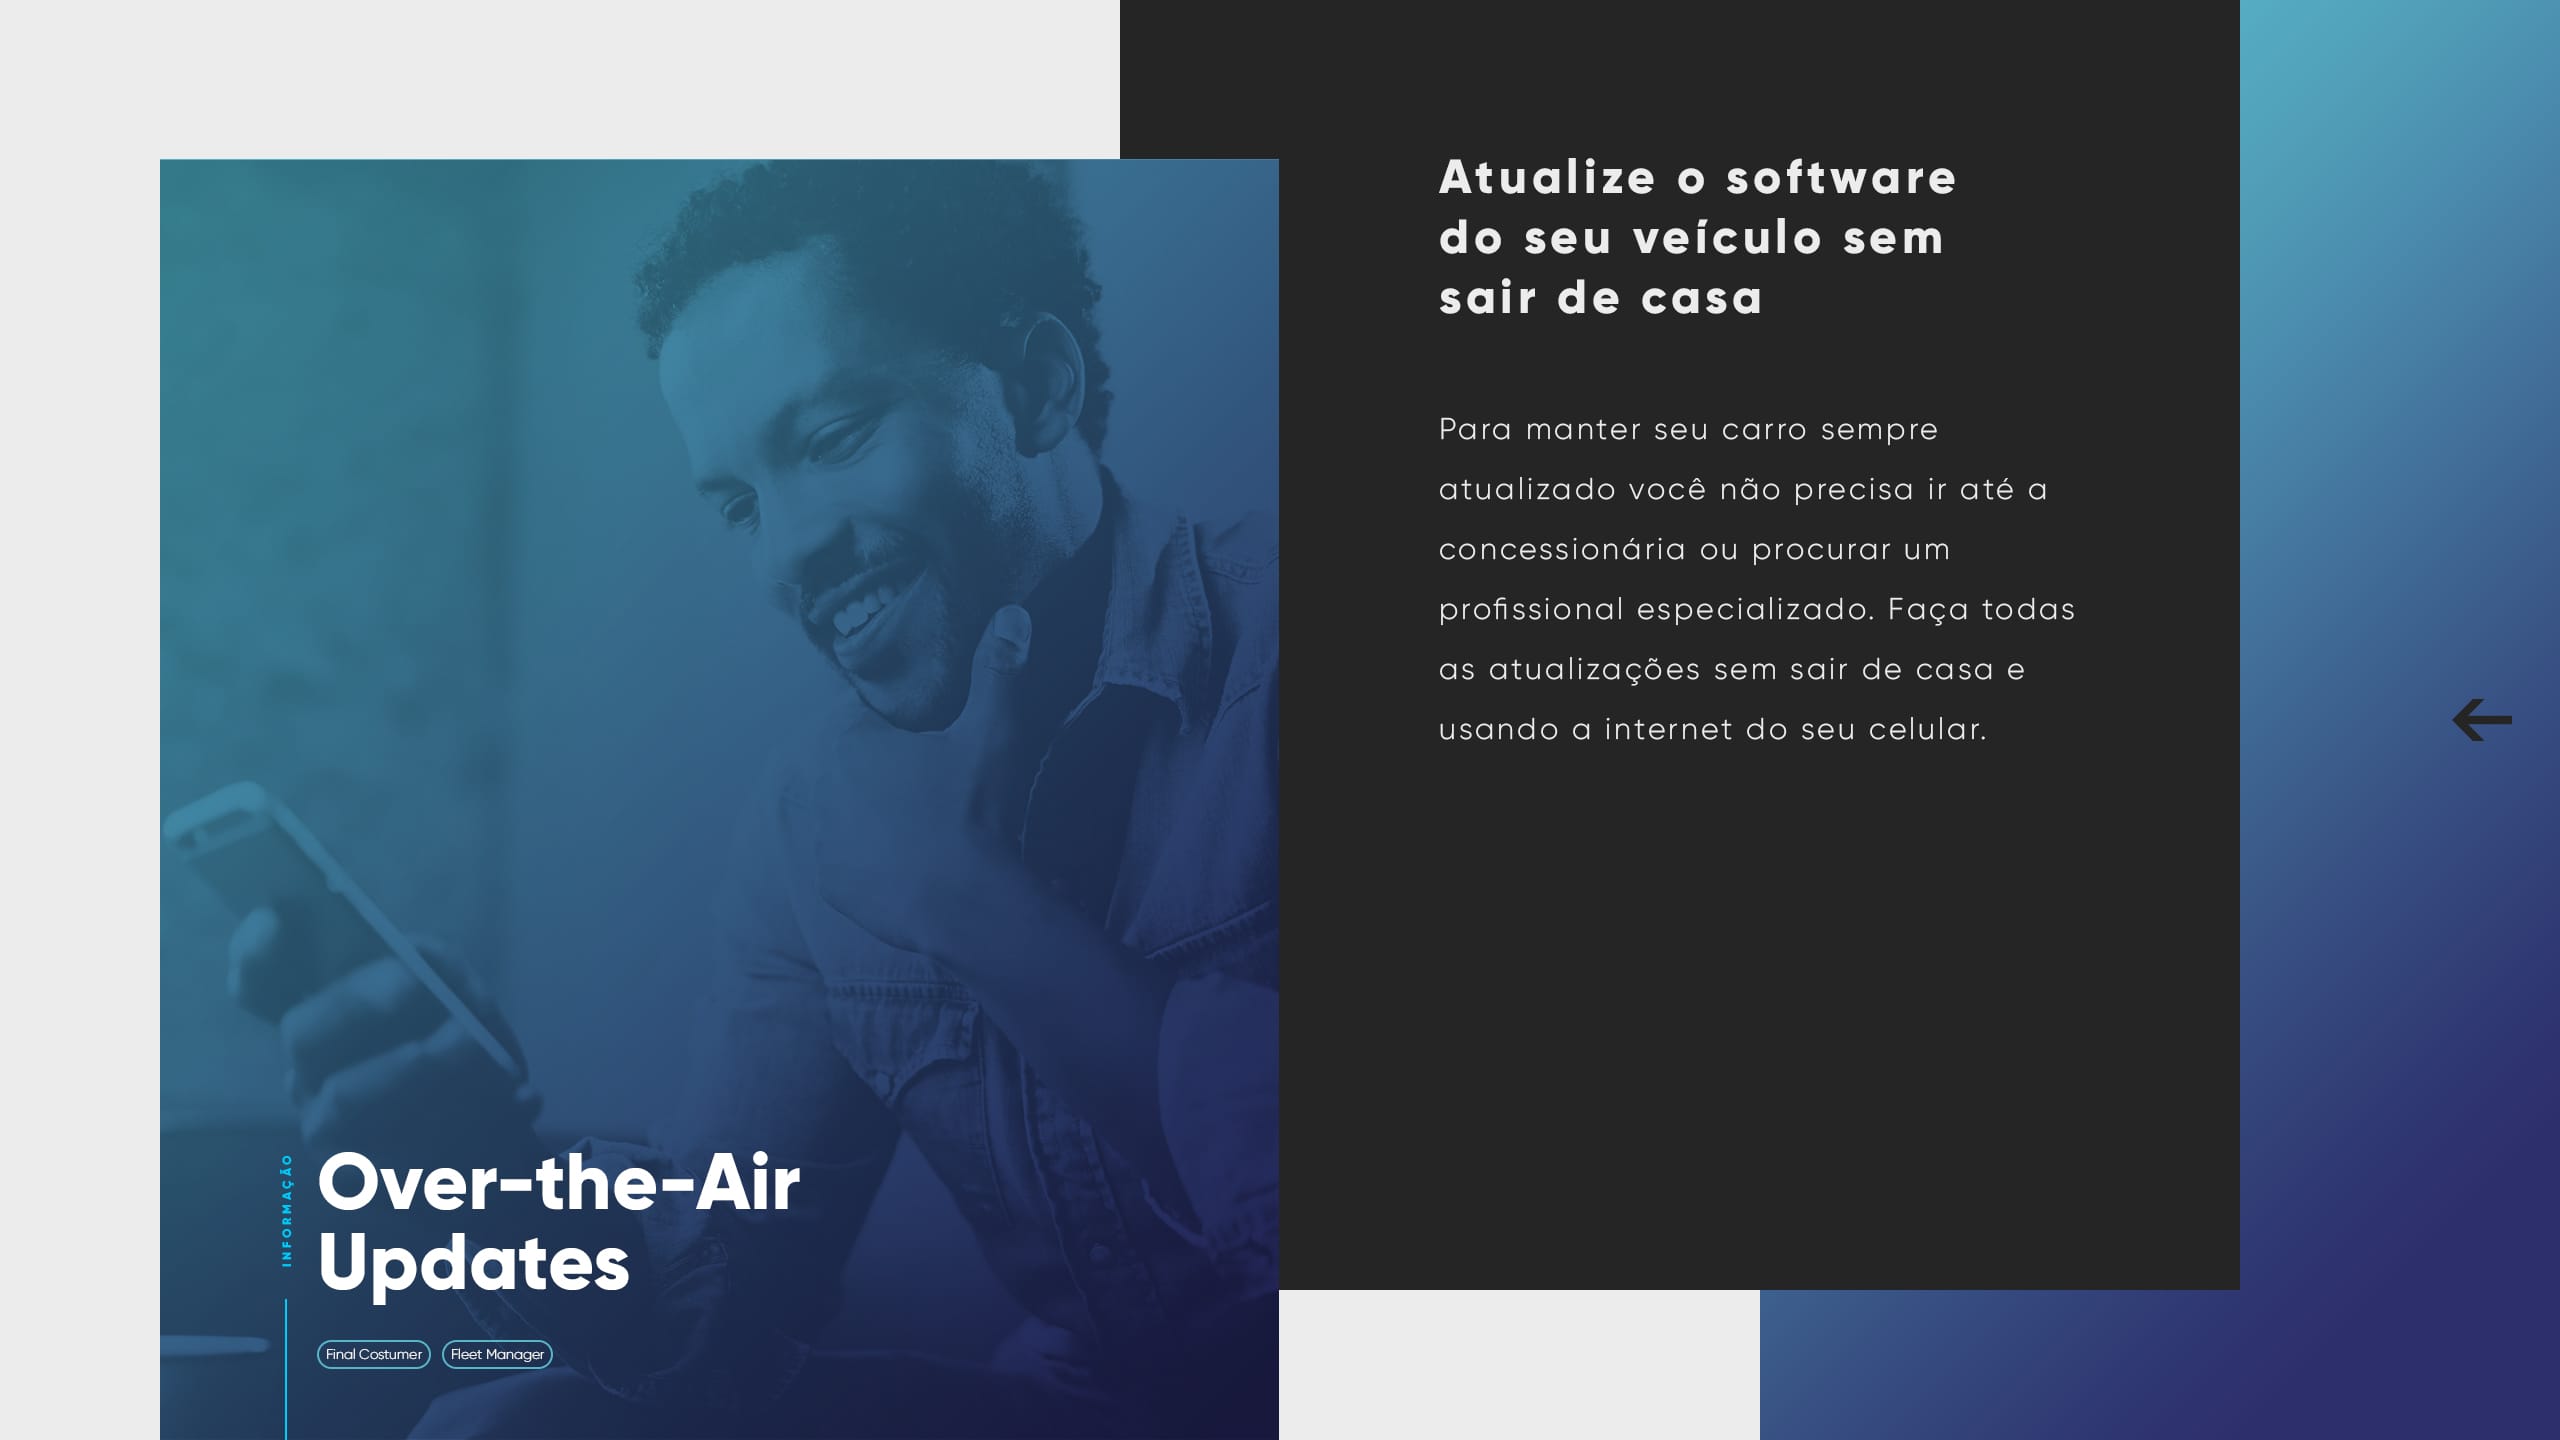 Atualize o software
do seu veículo sem
sair de casa
Para manter seu carro sempre
atualizado você não precisa ir até a
concessionária ou procurar um
profissional especializado. Faça todas
as atualizações sem sair de casa e
usando a internet do seu celular.
INFORMAÇÃO
Over-the-Air
Updates
Final Costumer
Fleet Manager